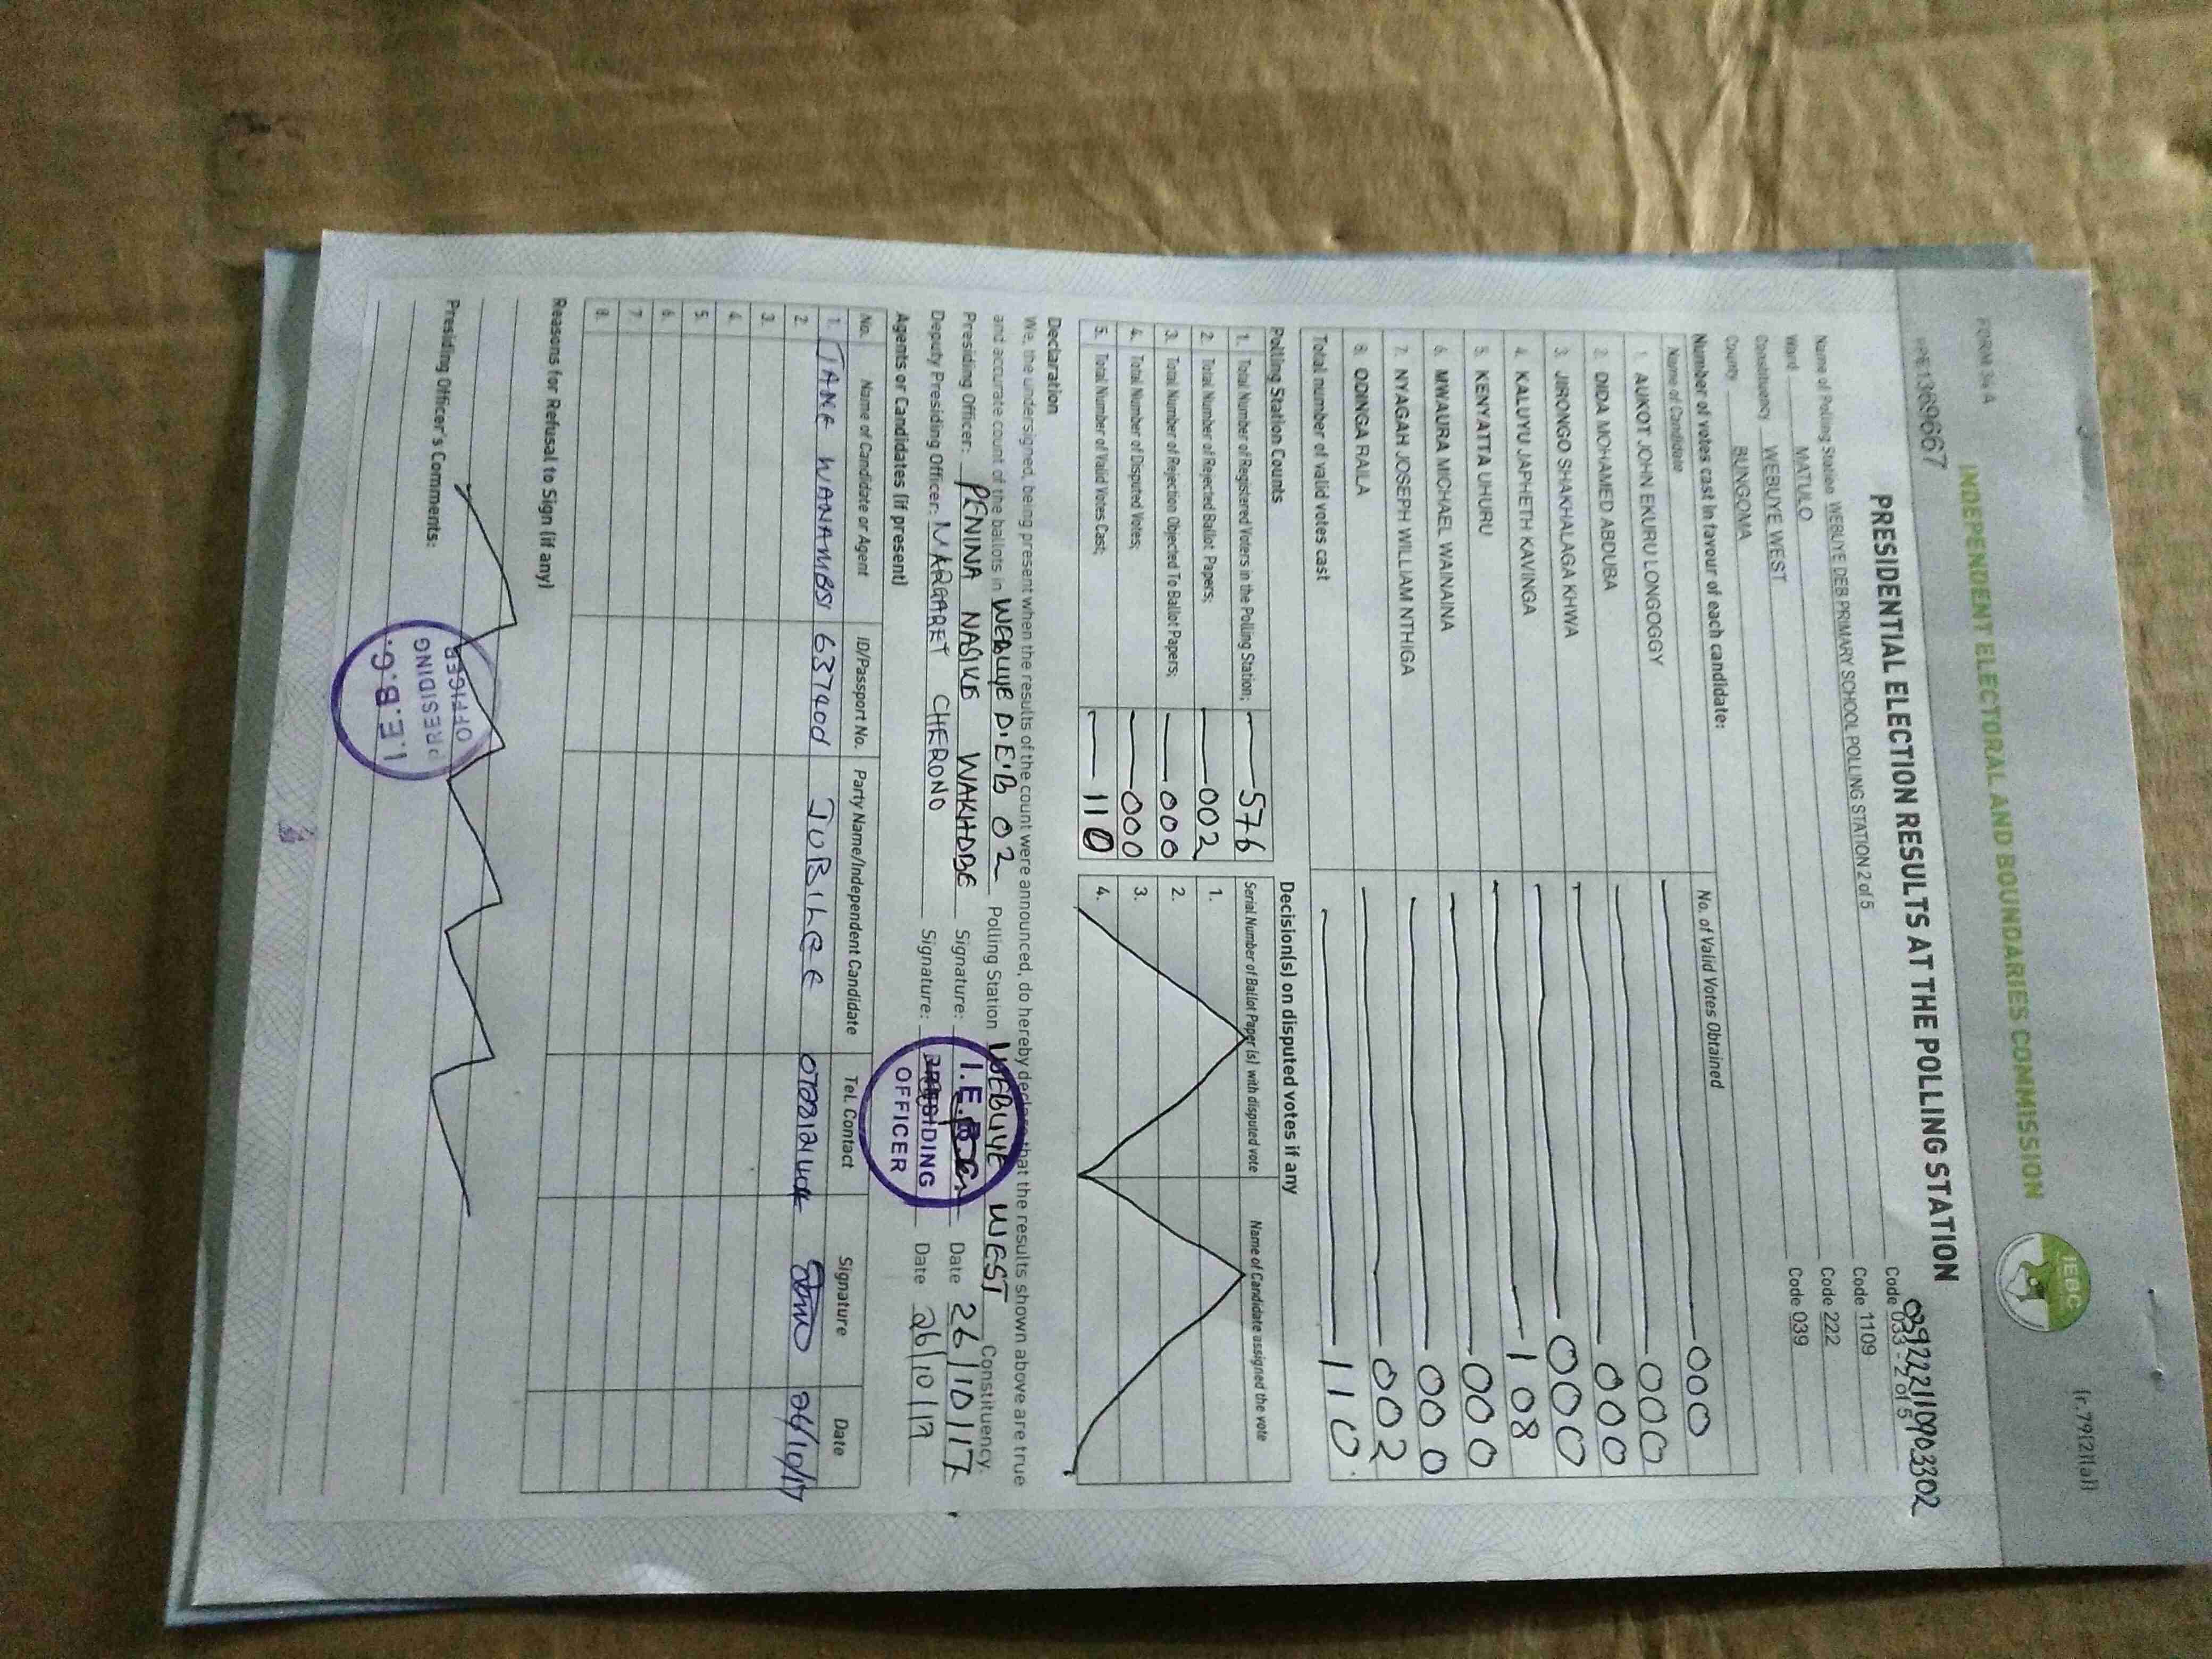 FORM 34A
(r.79(2)(a))
INDEPENDENT ELECTORAL AND BOUNDARIES COMMISSION
IEBC
1369667
PRESIDENTIAL ELECTION RESULTS AT THE POLLING STATION
039222110903302
Name of Polling Station WEBUYE DEB PRIMARY SCHOOL POLLING STATION 2 of 5 Code 033 - 2 of 5
Ward MATULO Code 1109
Constituency WEBUYE WEST Code 222
County BUNGOMA Code 039
Number of votes cast in favour of each candidate:
Name of Candidate No. of Valid Votes Obtained
1. AUKOT JOHN EKURU LONGOGGY 000
2. DIDA MOHAMED ABDUBA 000
3. JIRONGO SHAKHALAGA KHWA 000
4. KALUYU JAPHETH KAVINGA 000
5. KENYATTA UHURU 108
6. MWAURA MICHAEL WAINAINA 000
7. NYAGAH JOSEPH WILLIAM NTHIGA 000
8. ODINGA RAILA 002
Total number of valid votes cast 110
Polling Station Counts
1. Total Number of Registered Voters in the Polling Station; 576
2. Total Number of Rejected Ballot Papers; 002
3. Total Number of Rejection Objected To Ballot Papers; 000
4. Total Number of Disputed Votes; 000
5. Total Number of Valid Votes Cast; 110
Decision(s) on disputed votes if any
Serial Number of Ballot Paper (s) with disputed vote Name of Candidate assigned the vote
1.
2.
3.
4.
Declaration
We, the undersigned, being present when the results of the count were announced, do hereby declare that the results shown above are true
and accurate count of the ballots in WEBUYE D.E.B 02 Polling Station WEBUYE WEST Constituency.
Presiding Officer: PENINA NASIKE WAKHOBE Signature: Date 26/10/17
Deputy Presiding Officer: MARGARET CHERONO Signature: Date 26/10/17
I.E.B.C.
PRESIDING
OFFICER
Agents or Candidates (if present)
No. Name of Candidate or Agent ID/Passport No. Party Name/Independent Candidate Tel. Contact Signature Date
1. JANE WANAMBISI JUBILEE 26/10/17
2.
3.
4.
5.
6.
7.
8.
Reasons for Refusal to Sign (if any)
Presiding Officer's Comments:
I.E.B.C.
PRESIDING
OFFICER